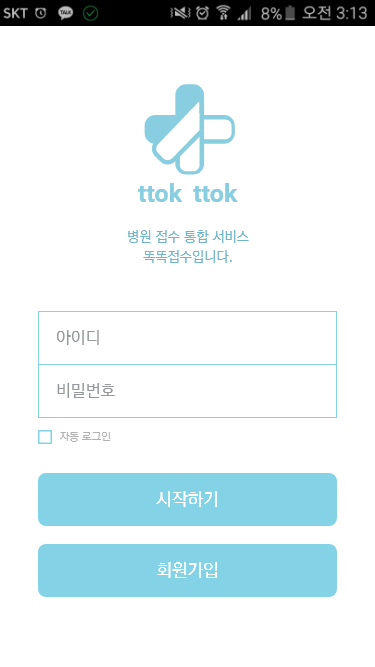 SKT 8% 오전 3:13
TALK
ttok ttok
병원 접수 통합 서비스
똑똑접수입니다.
아이디
비밀번호
자동 로그인
시작하기
회원가입